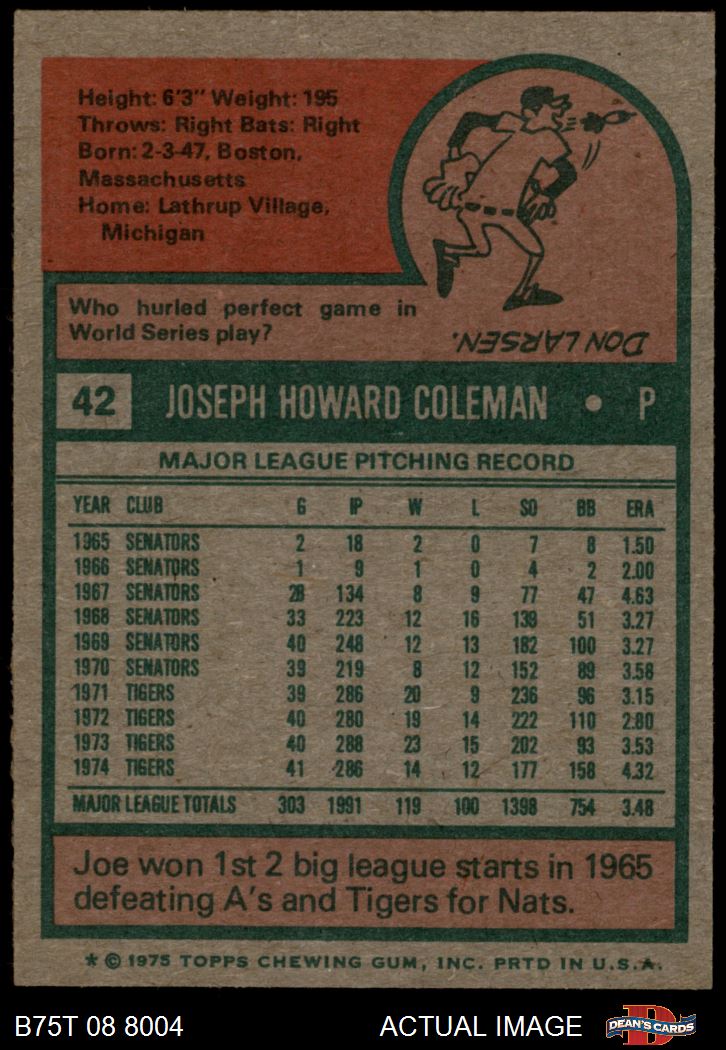 Height: 6'3" Weight: 195
Throws: Right Bats: Right
Born: 2-3-47, Boston,
Massachusetts
Home: Lathrup Village,
Michigan
Who hurled perfect game in
World Series play?
DON LARSEN.
42 JOSEPH HOWARD COLEMAN • P
MAJOR LEAGUE PITCHING RECORD
YEAR CLUB G IP W L SO BB ERA
1965 SENATORS 2 18 2 0 7 8 1.50
1966 SENATORS 1 9 1 0 4 2 2.00
1967 SENATORS 28 134 8 9 77 47 4.63
1968 SENATORS 33 223 12 16 139 51 3.27
1969 SENATORS 40 248 12 13 182 100 3.27
1970 SENATORS 39 219 8 12 152 89 3.58
1971 TIGERS 39 286 20 9 236 96 3.15
1972 TIGERS 40 280 19 14 222 110 2.80
1973 TIGERS 40 288 23 15 202 93 3.53
1974 TIGERS 41 286 14 12 177 158 4.32
MAJOR LEAGUE TOTALS 303 1991 119 100 1398 754 3.48
Joe won 1st 2 big league starts in 1965
defeating A's and Tigers for Nats.
* © 1975 TOPPS CHEWING GUM, INC. PRTD IN U.S.A.
B75T 08 8004 ACTUAL IMAGE D DEAN'S CARDS